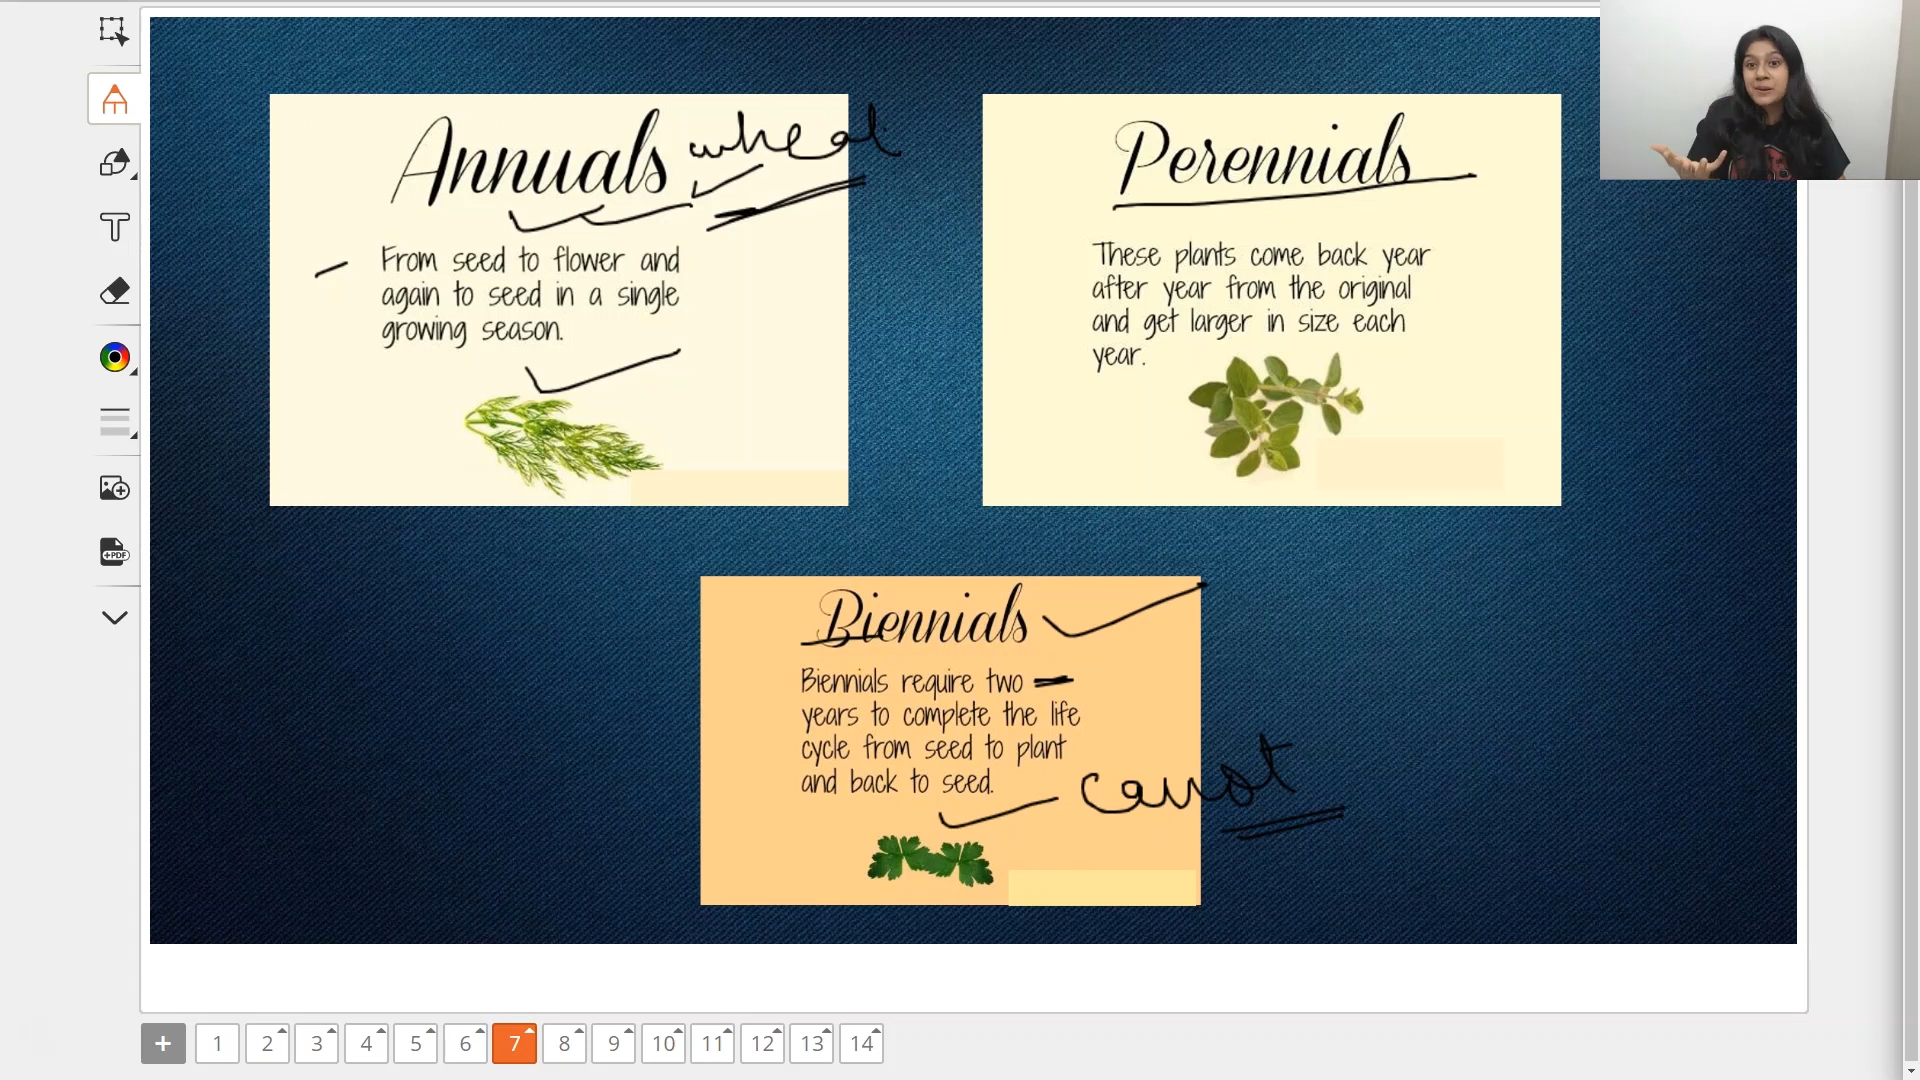 Annuals wheat
From seed to flower and
again to seed in a single
growing season.
Perennials
These plants come back year
after year from the original
and get larger in size each
year.
Biennials
Biennials require two
years to complete the life
cycle from seed to plant
and back to seed.
carrot
+PDF
+ 1 2 3 4 5 6 7 8 9 10 11 12 13 14